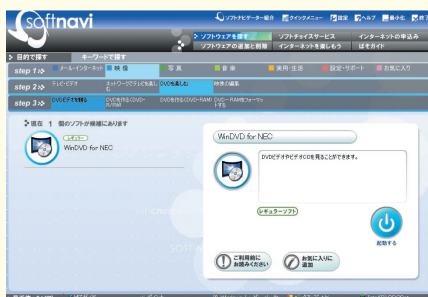 Softnavi
ソフトナビゲーター紹介 クイックメニュー 設定 ヘルプ 最小化 終了
ソフトウェアを探す ソフトチョイスサービス インターネットの申込み
ソフトウェアの追加と削除 インターネットを楽しもう ぱそガイド
目的で探す キーワードで探す
step 1 メール・インターネット 映像 写真 音楽 実用・生活 設定・サポート お気に入り
step 2 テレビ・ビデオ ネットワークでテレビを楽しむ DVDを楽しむ 映像の編集
step 3 DVDビデオを観る DVDを作る(DVD-R/RW) DVDを作る(DVD-RAM) DVD-RAMをフォーマットする
現在 1 個のソフトが候補にあります
レギュラー
WinDVD for NEC
WinDVD for NEC
DVDビデオやビデオCDを見ることができます。
レギュラーソフト
起動する
ご利用前にお読みください
お気に入りに追加